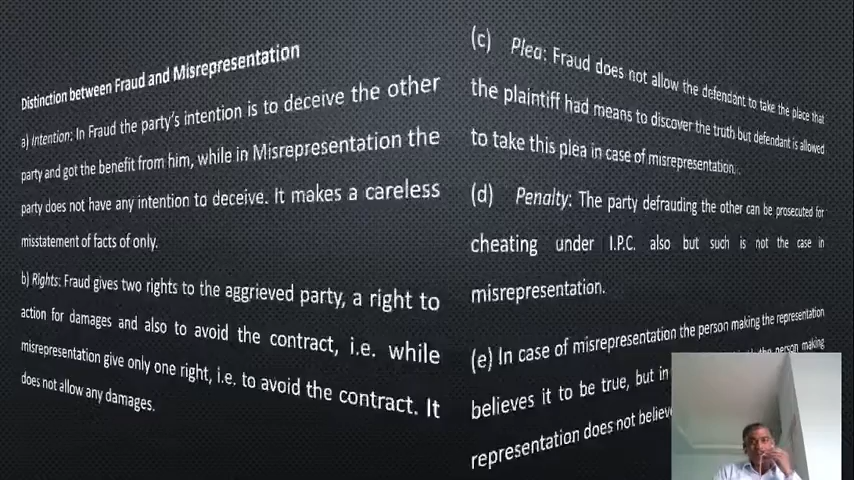 Distinction between Fraud and Misrepresentation
a) Intention: In Fraud the party's intention is to deceive the other
party and got the benefit from him, while in Misrepresentation the
party does not have any intention to deceive. It makes a careless
misstatement of facts of only.
b) Rights: Fraud gives two rights to the aggrieved party, a right to
action for damages and also to avoid the contract, i.e. while
misrepresentation give only one right, i.e. to avoid the contract. It
does not allow any damages.
(c) Plea: Fraud does not allow the defendant to take the place that
the plaintiff had means to discover the truth but defendant is allowed
to take this plea in case of misrepresentation.
(d) Penalty: The party defrauding the other can be prosecuted for
cheating under I.P.C. also but such is not the case in
misrepresentation.
(e) In case of misrepresentation the person making the representation
believes it to be true, but in person making
representation does not